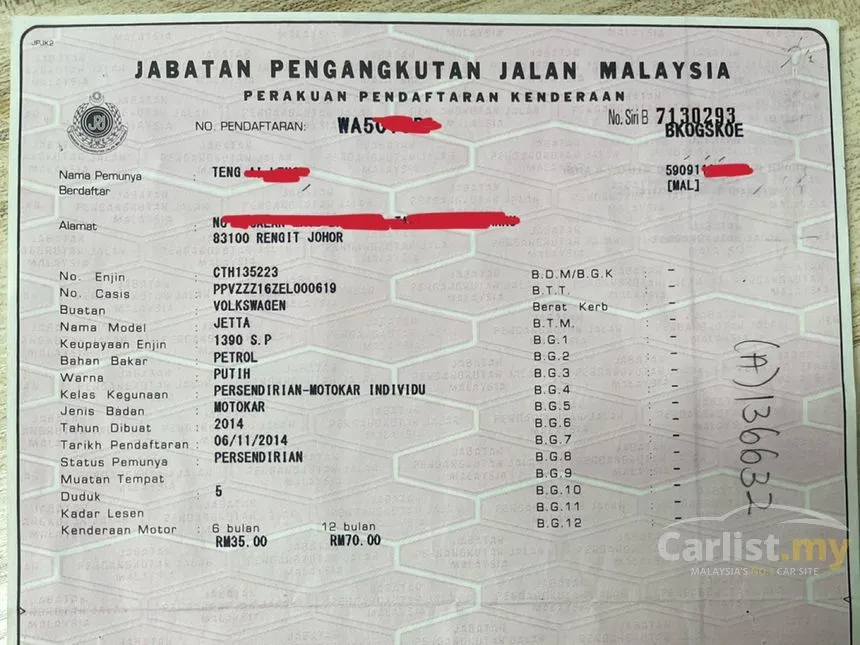 JPJK2
JABATAN PENGANGKUTAN JALAN MALAYSIA
PERAKUAN PENDAFTARAN KENDERAAN
No. Siri B 7130293
NO. PENDAFTARAN: WA50
BKOGSKOE
Nama Pemunya Berdaftar : TENG
59091
[MAL]
Alamat : NO
83100 RENGIT JOHOR
No. Enjin : CTH135223 B.D.M/B.G.K : -
No. Casis : PPVZZZ16ZEL000619 B.T.T. : -
Buatan : VOLKSWAGEN Berat Kerb : -
Nama Model : JETTA B.T.M. : -
Keupayaan Enjin : 1390 S.P B.G.1 : -
Bahan Bakar : PETROL B.G.2 : -
Warna : PUTIH B.G.3 : -
Kelas Kegunaan : PERSENDIRIAN-MOTOKAR INDIVIDU B.G.4 : -
Jenis Badan : MOTOKAR B.G.5 : -
Tahun Dibuat : 2014 B.G.6 : -
Tarikh Pendaftaran : 06/11/2014 B.G.7 : -
Status Pemunya : PERSENDIRIAN B.G.8 : -
Muatan Tempat Duduk : 5 B.G.9 : -
B.G.10 : -
Kadar Lesen Kenderaan Motor : 6 bulan 12 bulan B.G.11 : -
RM35.00 RM70.00 B.G.12 : -
(A) 136632
Carlist.my
MALAYSIA'S NO.1 CAR SITE